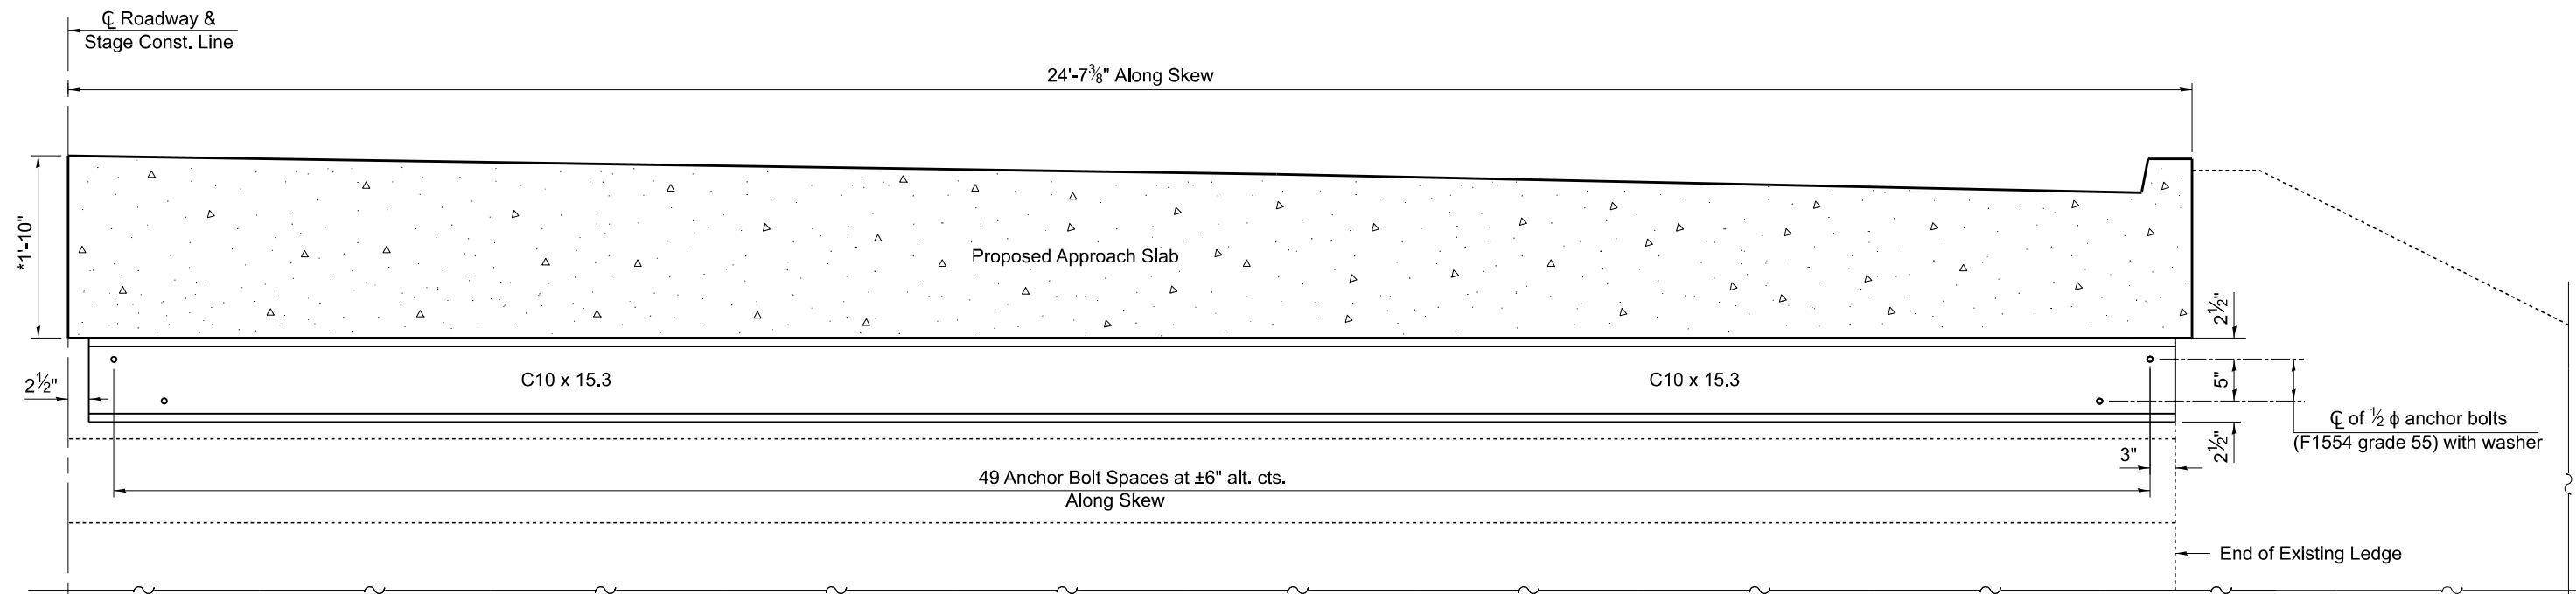 ℄ Roadway &
Stage Const. Line
24'-7⅜" Along Skew
*1'-10"
Proposed Approach Slab
2½"
2½"
C10 x 15.3
C10 x 15.3
5"
℄ of ½ ϕ anchor bolts
(F1554 grade 55) with washer
2½"
3"
49 Anchor Bolt Spaces at ±6" alt. cts.
Along Skew
End of Existing Ledge